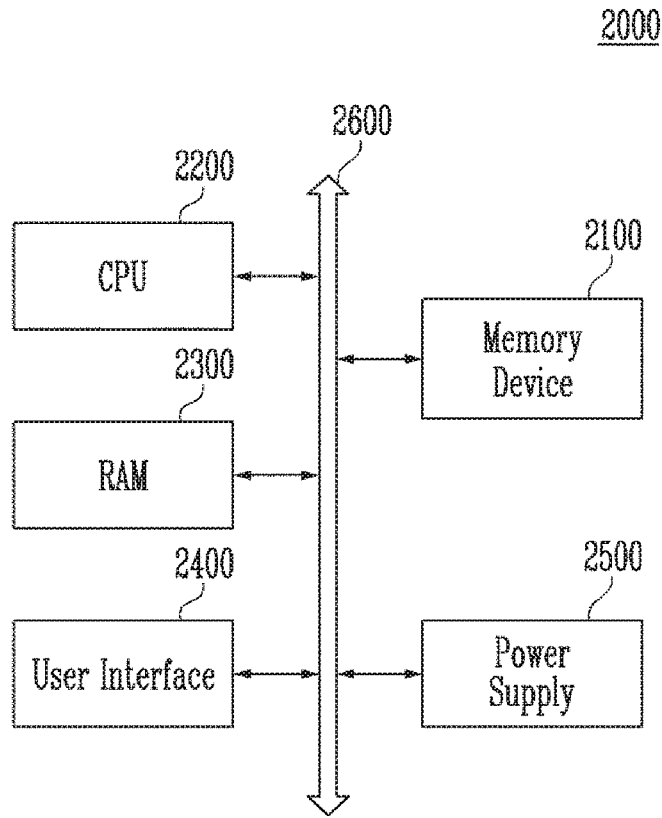 2000
2600
2200
CPU
2100
Memory
Device
2300
RAM
2400
User Interface
2500
Power
Supply